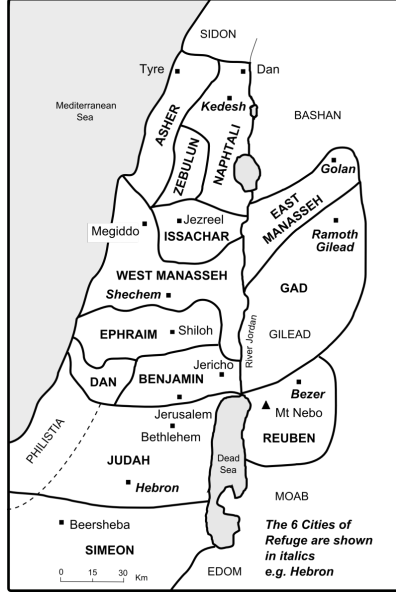 SIDON
Tyre
Dan
Mediterranean
Sea
Kedesh
BASHAN
ASHER
ZEBULUN
NAPHTALI
Golan
EAST
MANASSEH
Megiddo
Jezreel
ISSACHAR
Ramoth
Gilead
WEST MANASSEH
GAD
Shechem
EPHRAIM
Shiloh
River Jordan
GILEAD
DAN
BENJAMIN
Jericho
Bezer
Mt Nebo
Jerusalem
Bethlehem
REUBEN
PHILISTIA
JUDAH
Dead
Sea
Hebron
MOAB
Beersheba
SIMEON
The 6 Cities of
Refuge are shown
in italics
e.g. Hebron
0 15 30
Km
EDOM